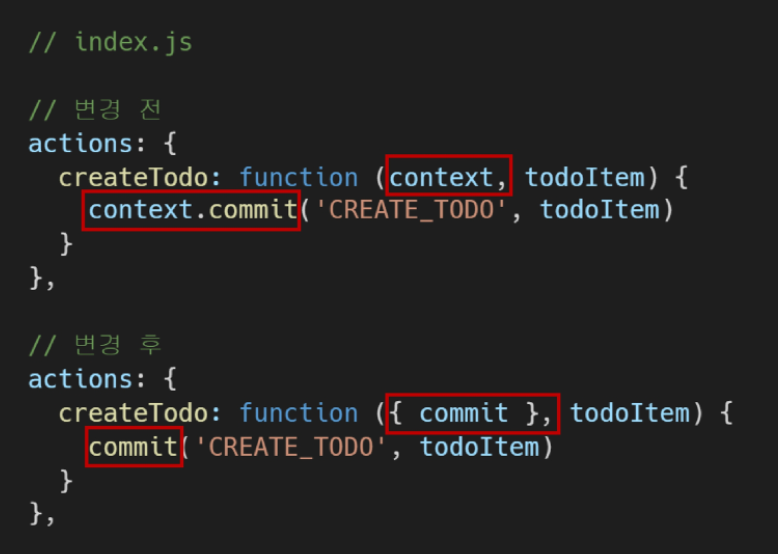 // index.js
// 변경 전
actions: {
createTodo: function (context, todoItem) {
context.commit('CREATE_TODO', todoItem)
}
},
// 변경 후
actions: {
createTodo: function ({ commit }, todoItem) {
commit('CREATE_TODO', todoItem)
}
},